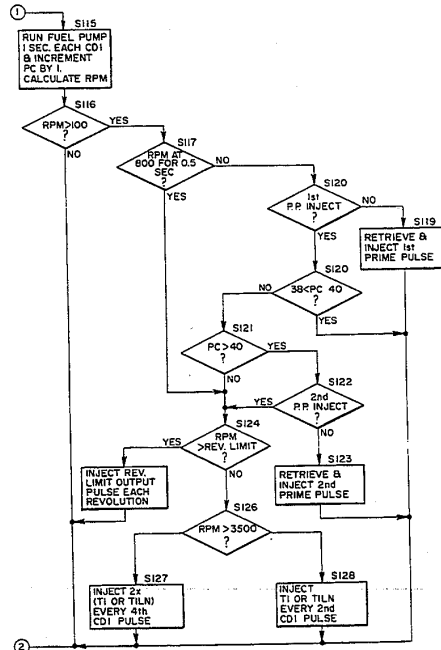 1
S115
RUN FUEL PUMP
1 SEC. EACH CDI
& INCREMENT
PC BY 1.
CALCULATE RPM
S116
RPM>100
?
YES
NO
S117
RPM AT
800 FOR 0.5
SEC
?
NO
YES
S120
1st
P.P. INJECT
?
NO
YES
S119
RETRIEVE &
INJECT 1st
PRIME PULSE
S120
38<PC 40
?
NO
YES
S121
PC>40
?
YES
NO
S122
2nd
P.P. INJECT
?
YES
NO
S124
RPM
>REV. LIMIT
?
YES
NO
S123
RETRIEVE &
INJECT 2nd
PRIME PULSE
INJECT REV.
LIMIT OUTPUT
PULSE EACH
REVOLUTION
S126
RPM>3500
?
S127
INJECT 2x
(TI OR TILN)
EVERY 4th
CDI PULSE
S128
INJECT
TI OR TILN
EVERY 2nd
CDI PULSE
2